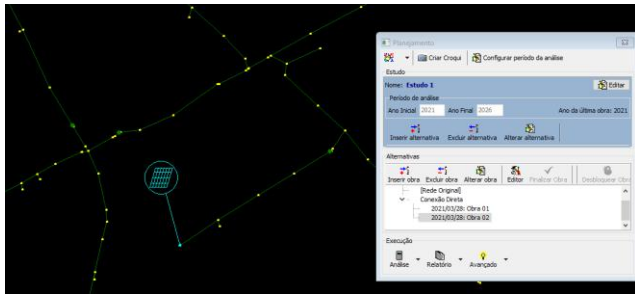 Planejamento
Criar Croqui
Configurar período da análise
Estudo
Nome: Estudo 1
Editar
Período de análise
Ano Inicial 2021 Ano Final 2026 Ano da última obra: 2021
Inserir alternativa Excluir alternativa Alterar alternativa
Alternativas
Inserir obra Excluir obra Alterar obra Editor Finalizar Obra Desbloquear Obra
[Rede Original]
Conexão Direta
2021/03/28: Obra 01
2021/03/28: Obra 02
Execução
Análise Relatório Avançado